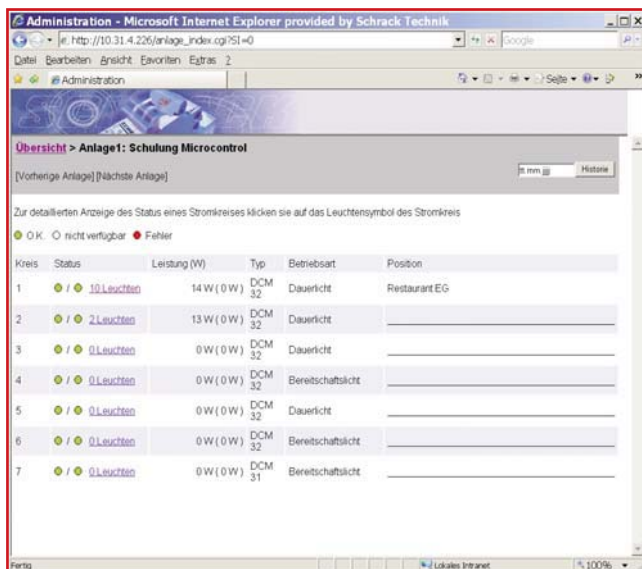 Administration - Microsoft Internet Explorer provided by Schrack Technik
http://10.31.4.226/anlage_index.cgi?SI=0
Google
Datei Bearbeiten Ansicht Favoriten Extras ?
Administration
Seite
Übersicht > Anlage1: Schulung Microcontrol
[Vorherige Anlage] [Nächste Anlage]
tt.mm.jjjj Historie
Zur detaillierten Anzeige des Status eines Stromkreises klicken sie auf das Leuchtensymbol des Stromkreis
O.K. nicht verfügbar Fehler
Kreis Status Leistung (W) Typ Betriebsart Position
1 / 10 Leuchten 14 W ( 0 W ) DCM 32 Dauerlicht Restaurant EG
2 / 2 Leuchten 13 W ( 0 W ) DCM 32 Dauerlicht
3 / 0 Leuchten 0 W ( 0 W ) DCM 32 Dauerlicht
4 / 0 Leuchten 0 W ( 0 W ) DCM 32 Bereitschaftslicht
5 / 0 Leuchten 0 W ( 0 W ) DCM 32 Dauerlicht
6 / 0 Leuchten 0 W ( 0 W ) DCM 32 Bereitschaftslicht
7 / 0 Leuchten 0 W ( 0 W ) DCM 31 Bereitschaftslicht
Fertig Lokales Intranet 100%